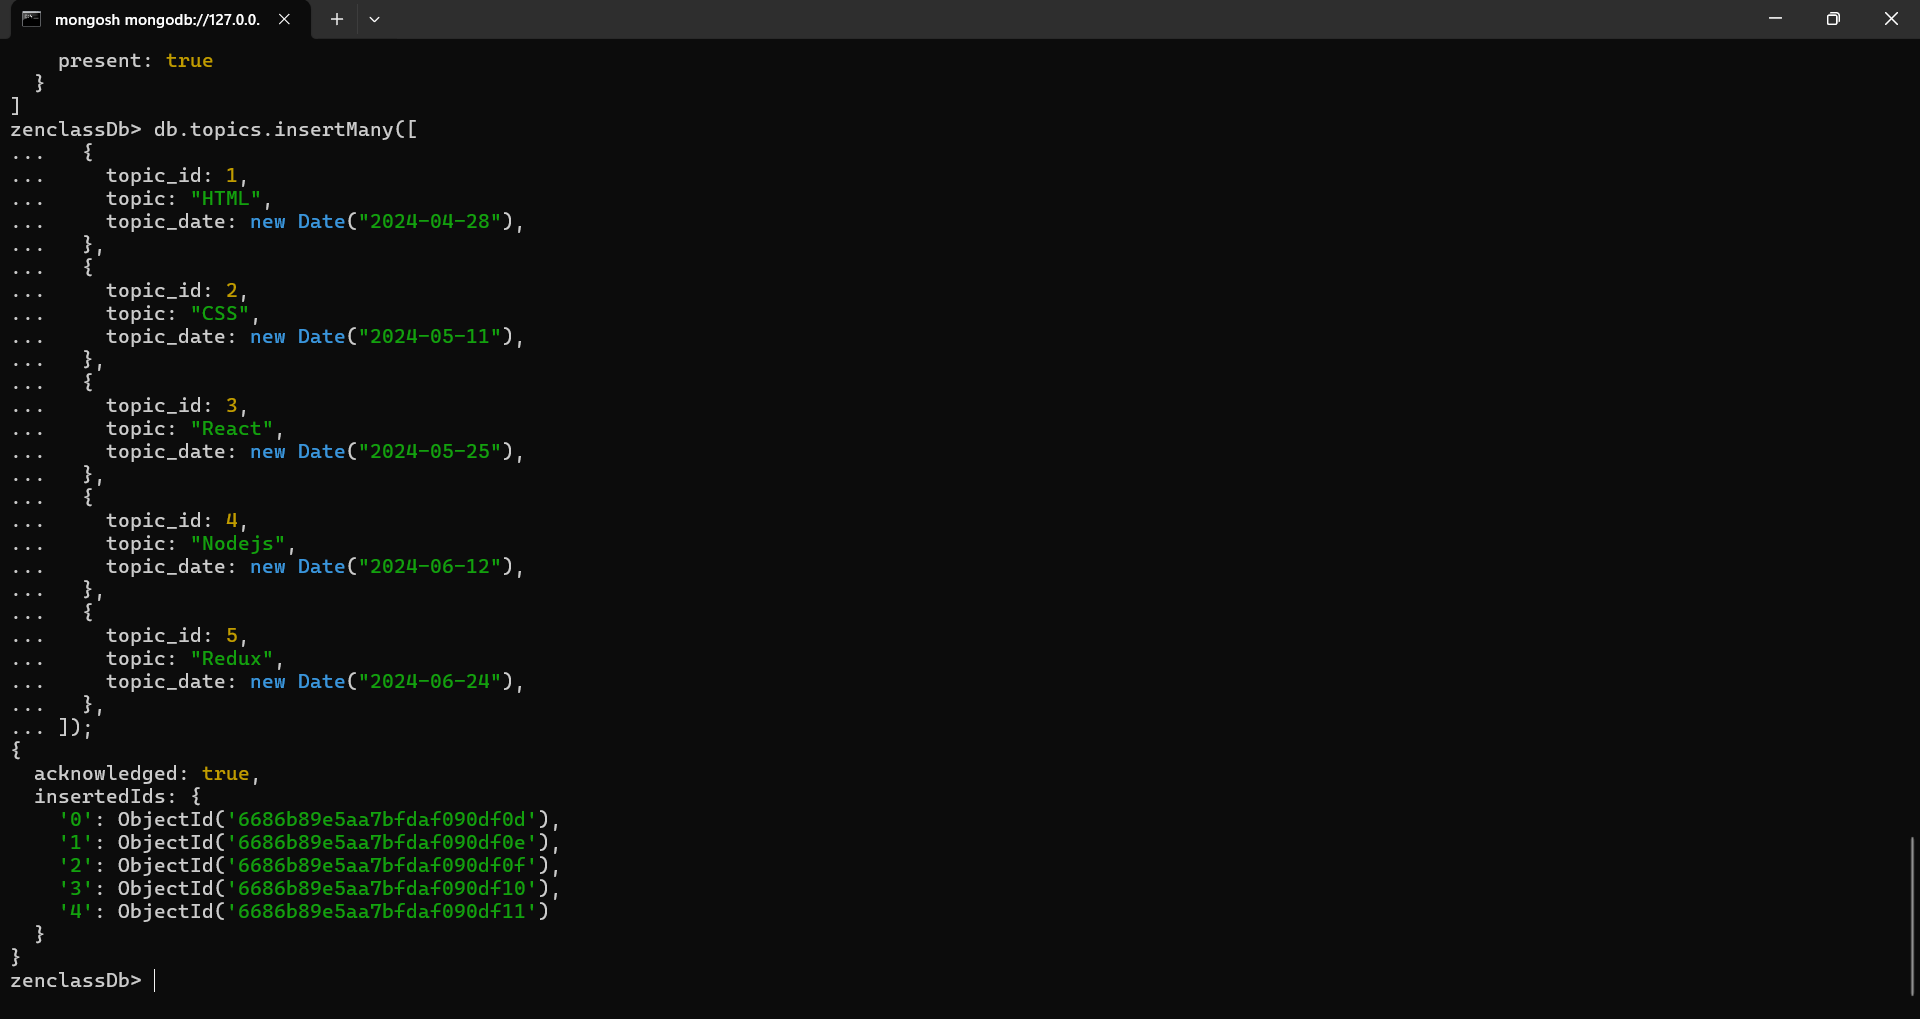 mongosh mongodb://127.0.0.
    present: true
  }
]
zenclassDb> db.topics.insertMany([
...   {
...     topic_id: 1,
...     topic: "HTML",
...     topic_date: new Date("2024-04-28"),
...   },
...   {
...     topic_id: 2,
...     topic: "CSS",
...     topic_date: new Date("2024-05-11"),
...   },
...   {
...     topic_id: 3,
...     topic: "React",
...     topic_date: new Date("2024-05-25"),
...   },
...   {
...     topic_id: 4,
...     topic: "Nodejs",
...     topic_date: new Date("2024-06-12"),
...   },
...   {
...     topic_id: 5,
...     topic: "Redux",
...     topic_date: new Date("2024-06-24"),
...   },
... ]);
{
  acknowledged: true,
  insertedIds: {
    '0': ObjectId('6686b89e5aa7bfdaf090df0d'),
    '1': ObjectId('6686b89e5aa7bfdaf090df0e'),
    '2': ObjectId('6686b89e5aa7bfdaf090df0f'),
    '3': ObjectId('6686b89e5aa7bfdaf090df10'),
    '4': ObjectId('6686b89e5aa7bfdaf090df11')
  }
}
zenclassDb>